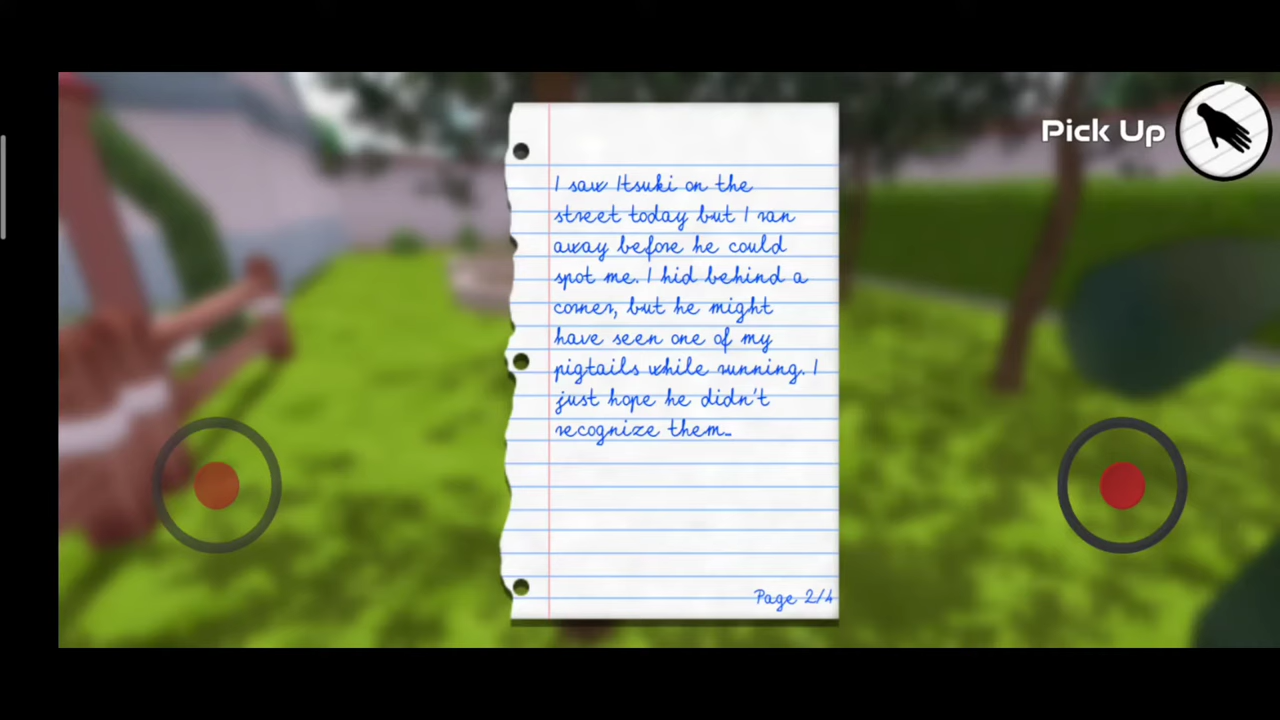 Pick Up
I saw Itsuki on the
street today but I ran
away before he could
spot me. I hid behind a
corner, but he might
have seen one of my
pigtails while running. I
just hope he didn't
recognize them...
Page 2/4